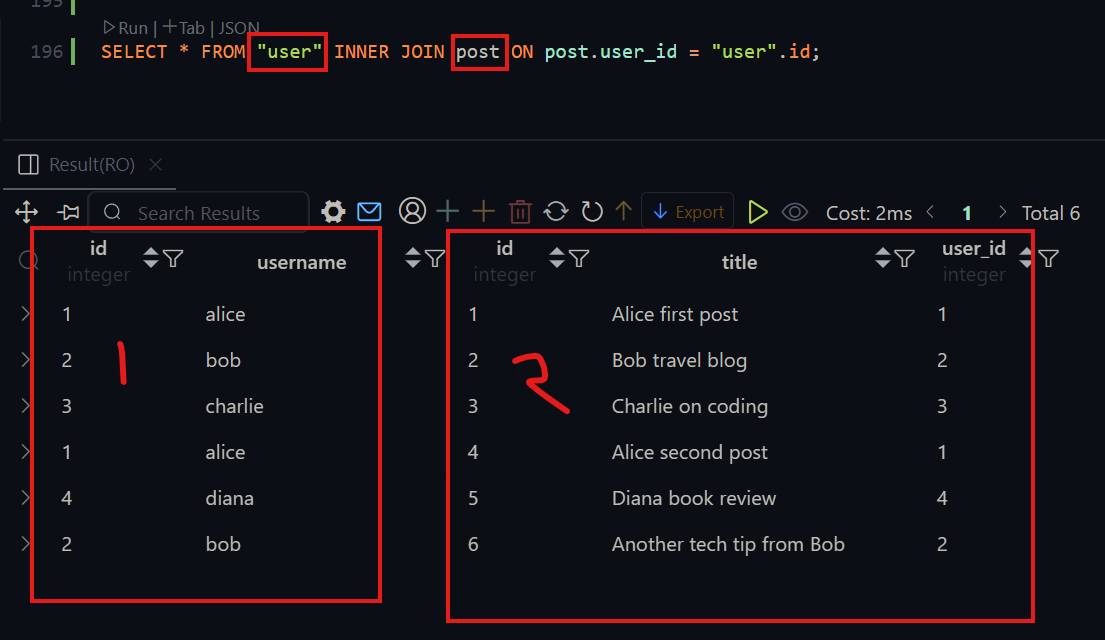 195
Run | Tab | JSON
196 SELECT * FROM "user" INNER JOIN post ON post.user_id = "user".id;
Result(RO)
Search Results Export Cost: 2ms 1 Total 6
id username id title user_id
integer integer integer
1 alice 1 Alice first post 1
2 bob 2 Bob travel blog 2
1 2
3 charlie 3 Charlie on coding 3
1 alice 4 Alice second post 1
4 diana 5 Diana book review 4
2 bob 6 Another tech tip from Bob 2